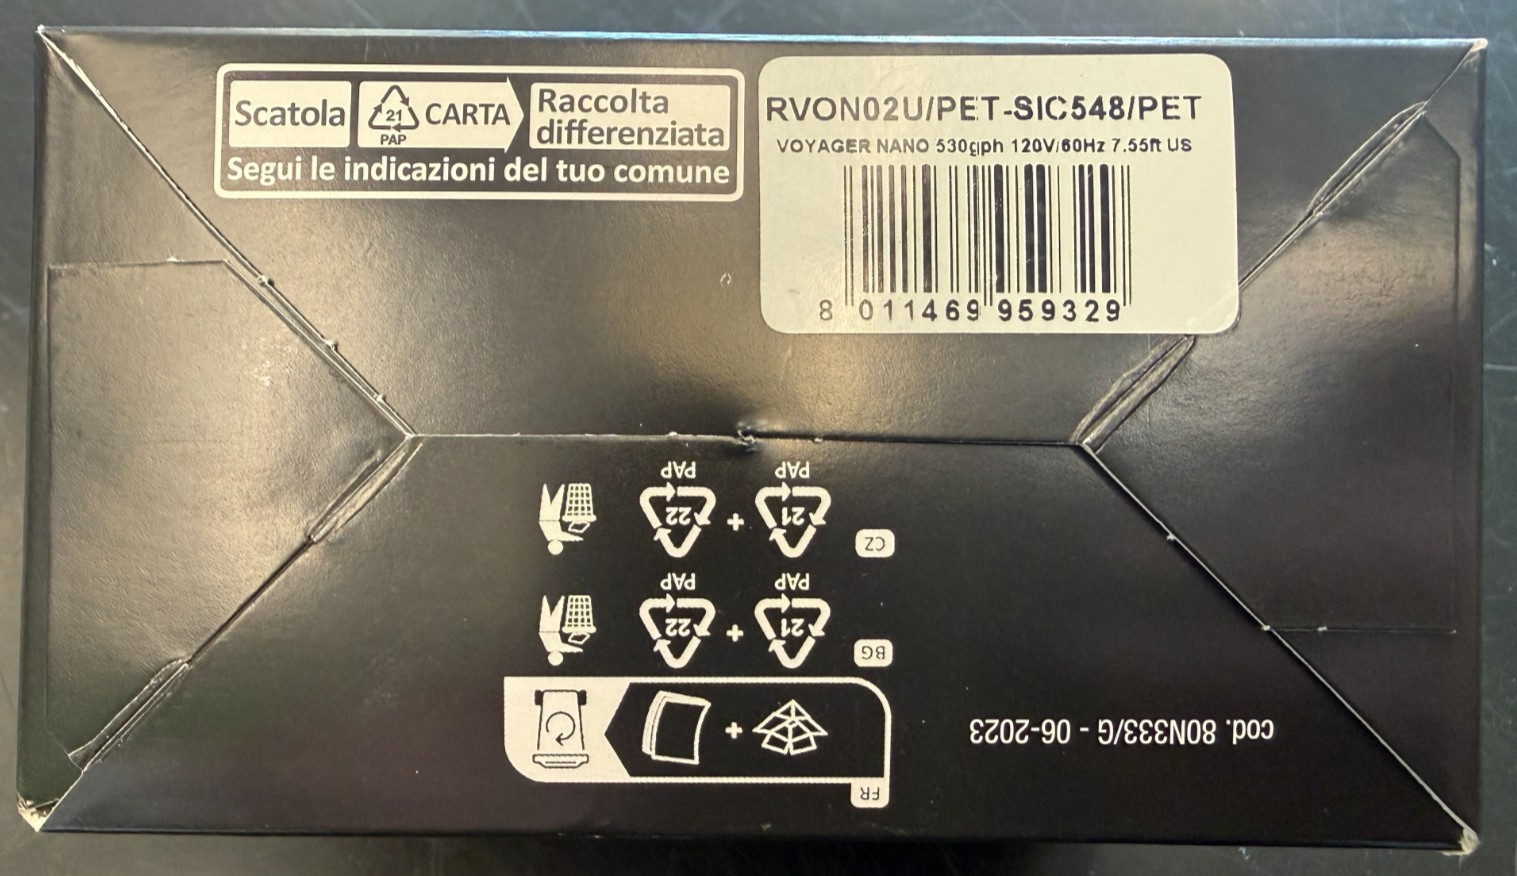 Scatola
21
PAP
CARTA
Raccolta
differenziata
Segui le indicazioni del tuo comune
RVON02U/PET-SIC548/PET
VOYAGER NANO 530gph 120V/60Hz 7.55ft US
8 011469 959329
cod. 80N333/G - 06-2023
FR
BG
21
PAP
+
22
PAP
CZ
21
PAP
+
22
PAP